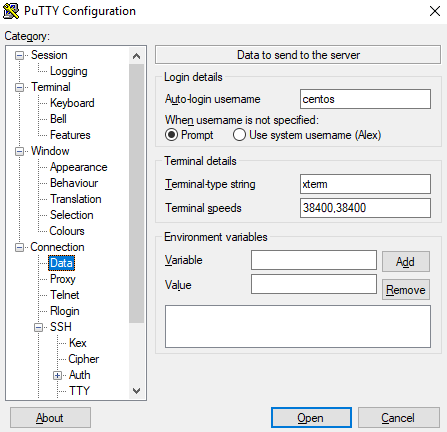 PuTTY Configuration
Category:
Session
Logging
Terminal
Keyboard
Bell
Features
Window
Appearance
Behaviour
Translation
Selection
Colours
Connection
Data
Proxy
Telnet
Rlogin
SSH
Kex
Cipher
Auth
TTY
Data to send to the server
Login details
Auto-login username centos
When username is not specified:
Prompt Use system username (Alex)
Terminal details
Terminal-type string xterm
Terminal speeds 38400,38400
Environment variables
Variable Add
Value Remove
About Open Cancel